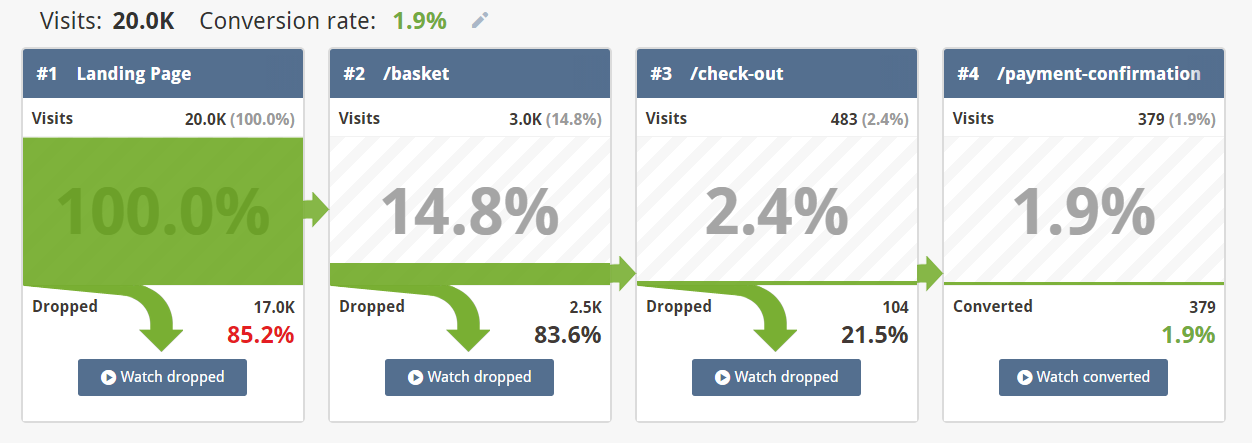 Visits: 20.0K Conversion rate: 1.9%
#1 Landing Page
Visits 20.0K (100.0%)
100.0%
Dropped 17.0K
85.2%
Watch dropped
#2 /basket
Visits 3.0K (14.8%)
14.8%
Dropped 2.5K
83.6%
Watch dropped
#3 /check-out
Visits 483 (2.4%)
2.4%
Dropped 104
21.5%
Watch dropped
#4 /payment-confirmation
Visits 379 (1.9%)
1.9%
Converted 379
1.9%
Watch converted